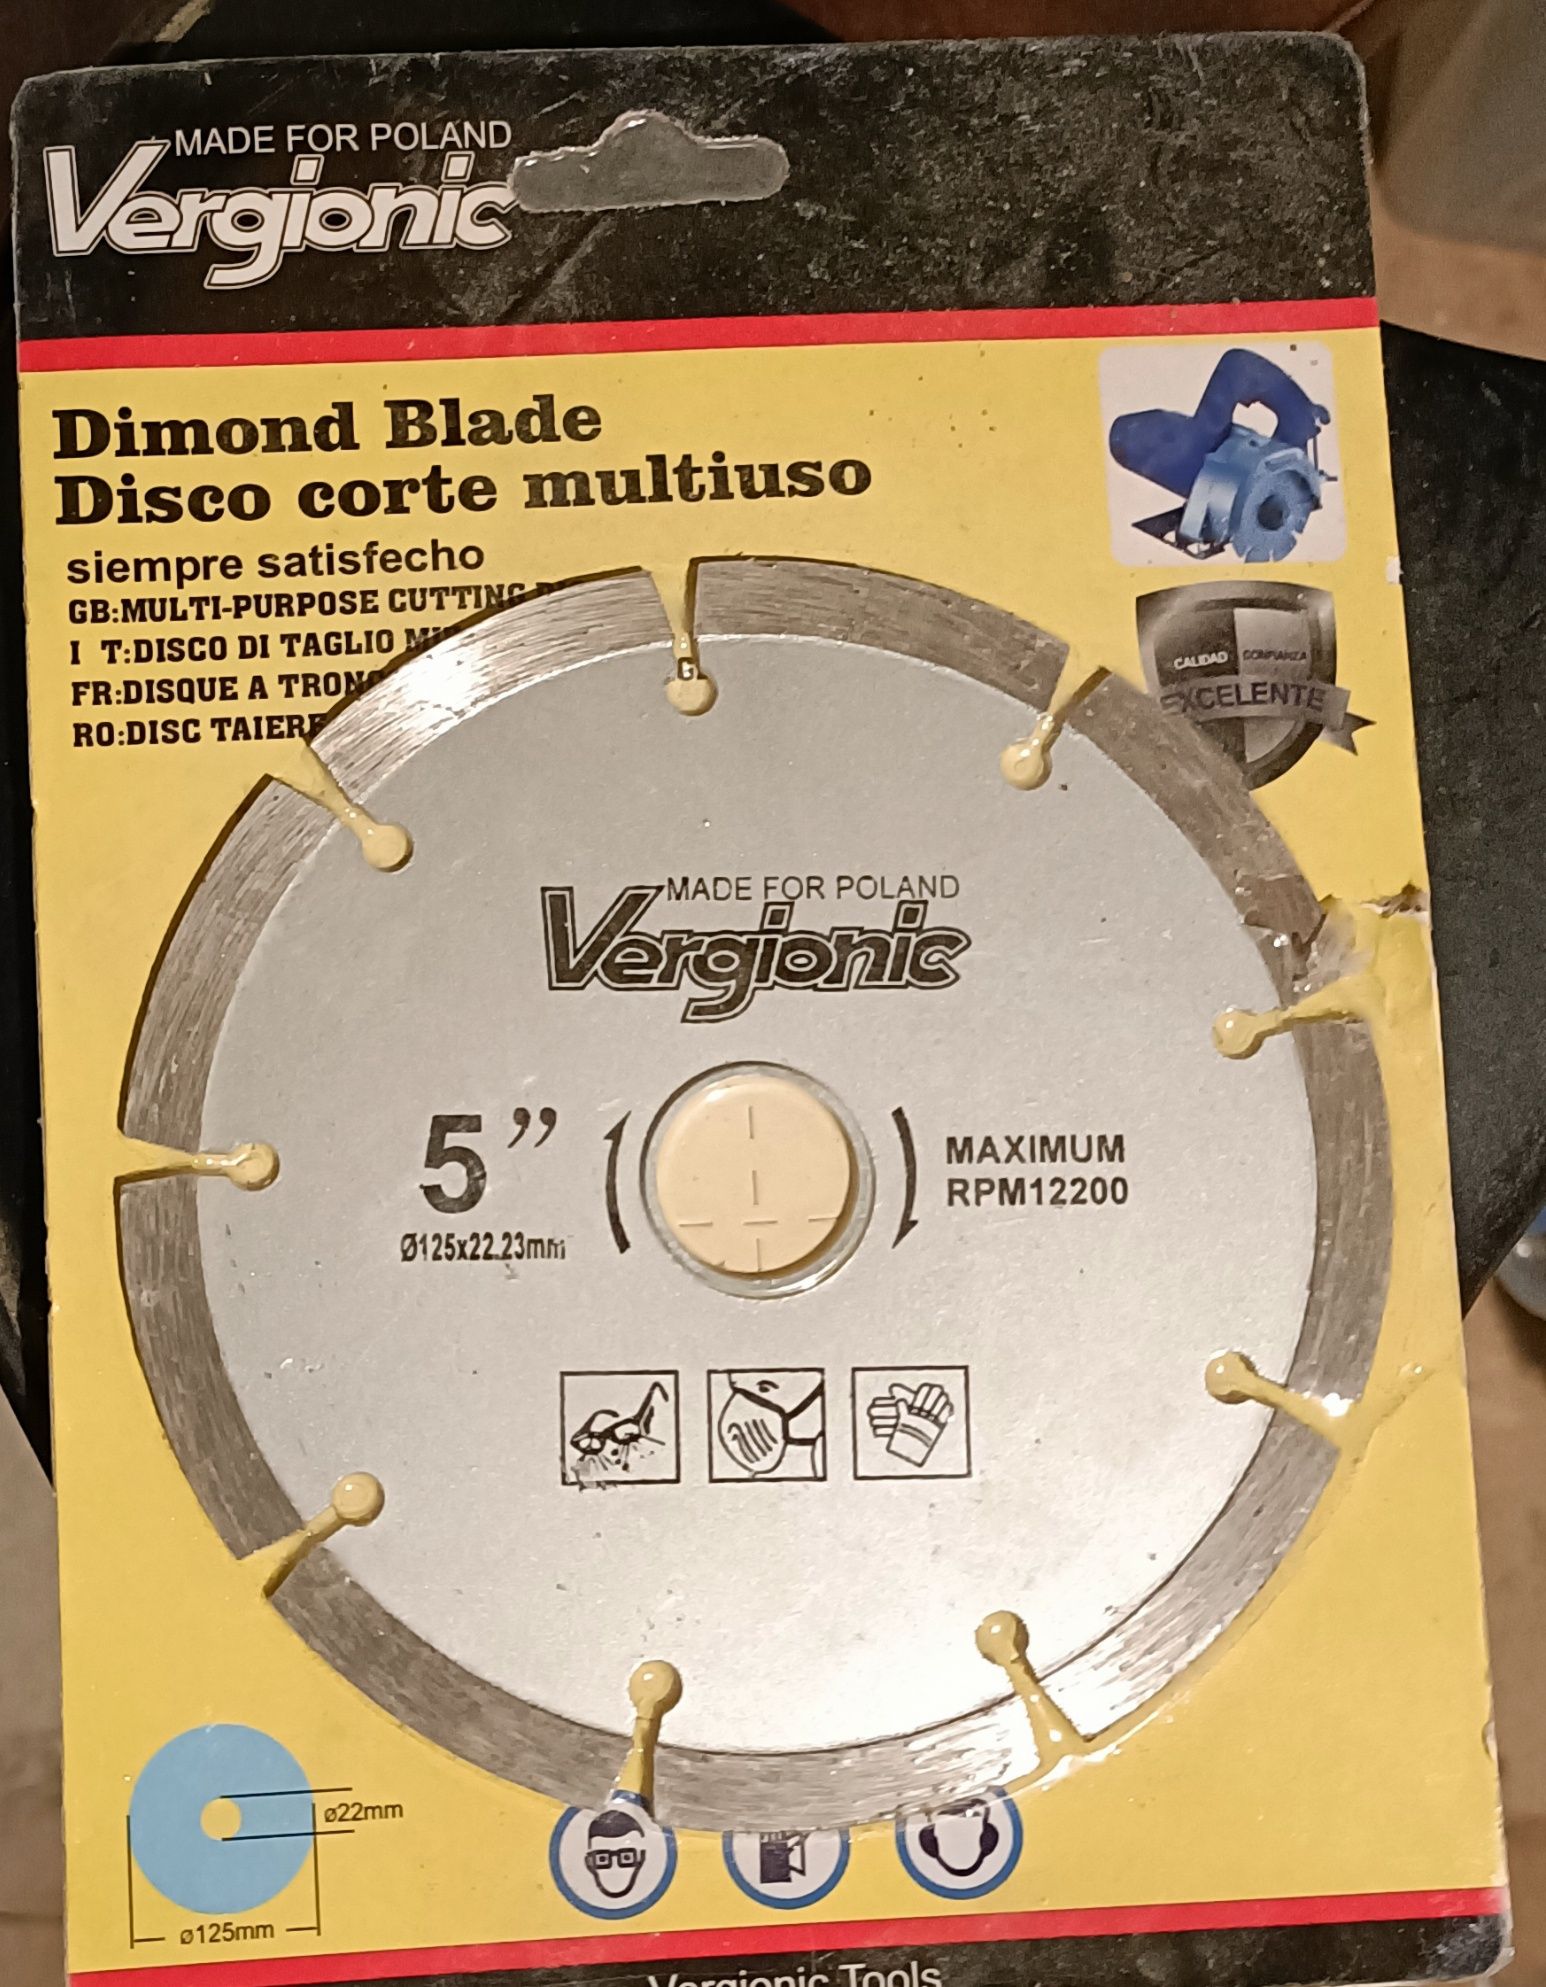 MADE FOR POLAND
Vergionic
Dimond Blade
Disco corte multiuso
siempre satisfecho
GB:MULTI-PURPOSE CUTTING
I T:DISCO DI TAGLIO
FR:DISQUE A TRON
RO:DISC TAIERE
CALIDAD CONFIANZA
EXCELENTE
MADE FOR POLAND
Vergionic
5”
Ø125x22.23mm
MAXIMUM
RPM12200
ø22mm
ø125mm
Vergionic Tools